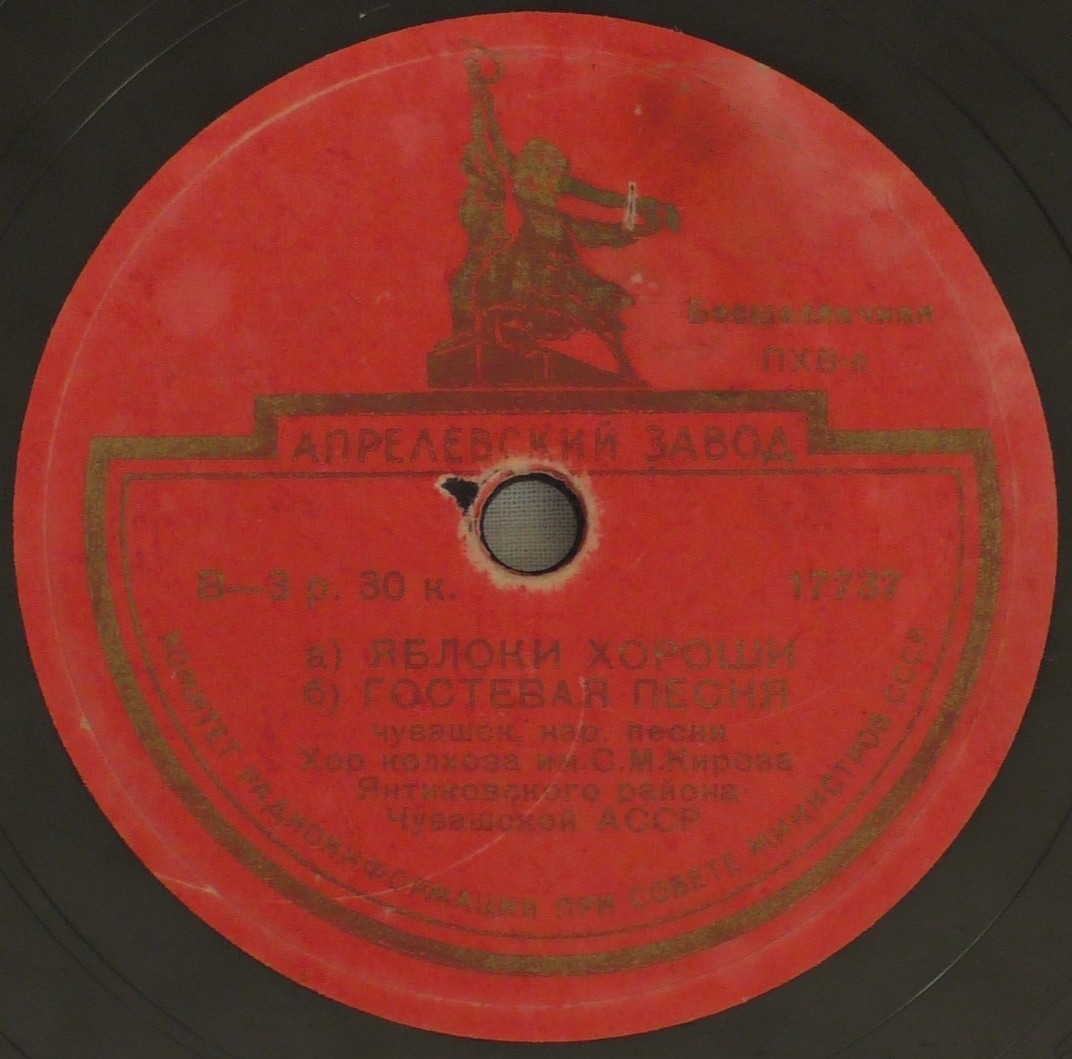 Бесшеллачная
ПХВ-к
АПРЕЛЕВСКИЙ ЗАВОД
В—3 р. 30 к.
17737
а) ЯБЛОКИ ХОРОШИ
б) ГОСТЕВАЯ ПЕСНЯ
чувашск. нар. песни
Хор колхоза им. С.М.Кирова
Янтиковского района
Чувашской АССР
КОМИТЕТ РАДИОИНФОРМАЦИИ ПРИ СОВЕТЕ МИНИСТРОВ СССР